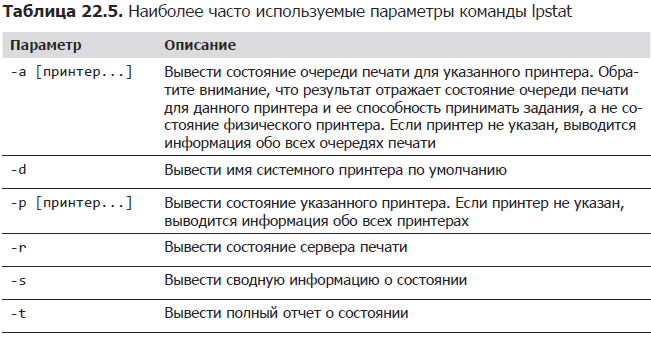 Таблица 22.5. Наиболее часто используемые параметры команды lpstat
Параметр Описание
-a [принтер...] Вывести состояние очереди печати для указанного принтера. Обра-
тите внимание, что результат отражает состояние очереди печати
для данного принтера и ее способность принимать задания, а не со-
стояние физического принтера. Если принтер не указан, выводится
информация обо всех очередях печати
-d Вывести имя системного принтера по умолчанию
-p [принтер...] Вывести состояние указанного принтера. Если принтер не указан,
выводится информация обо всех принтерах
-r Вывести состояние сервера печати
-s Вывести сводную информацию о состоянии
-t Вывести полный отчет о состоянии